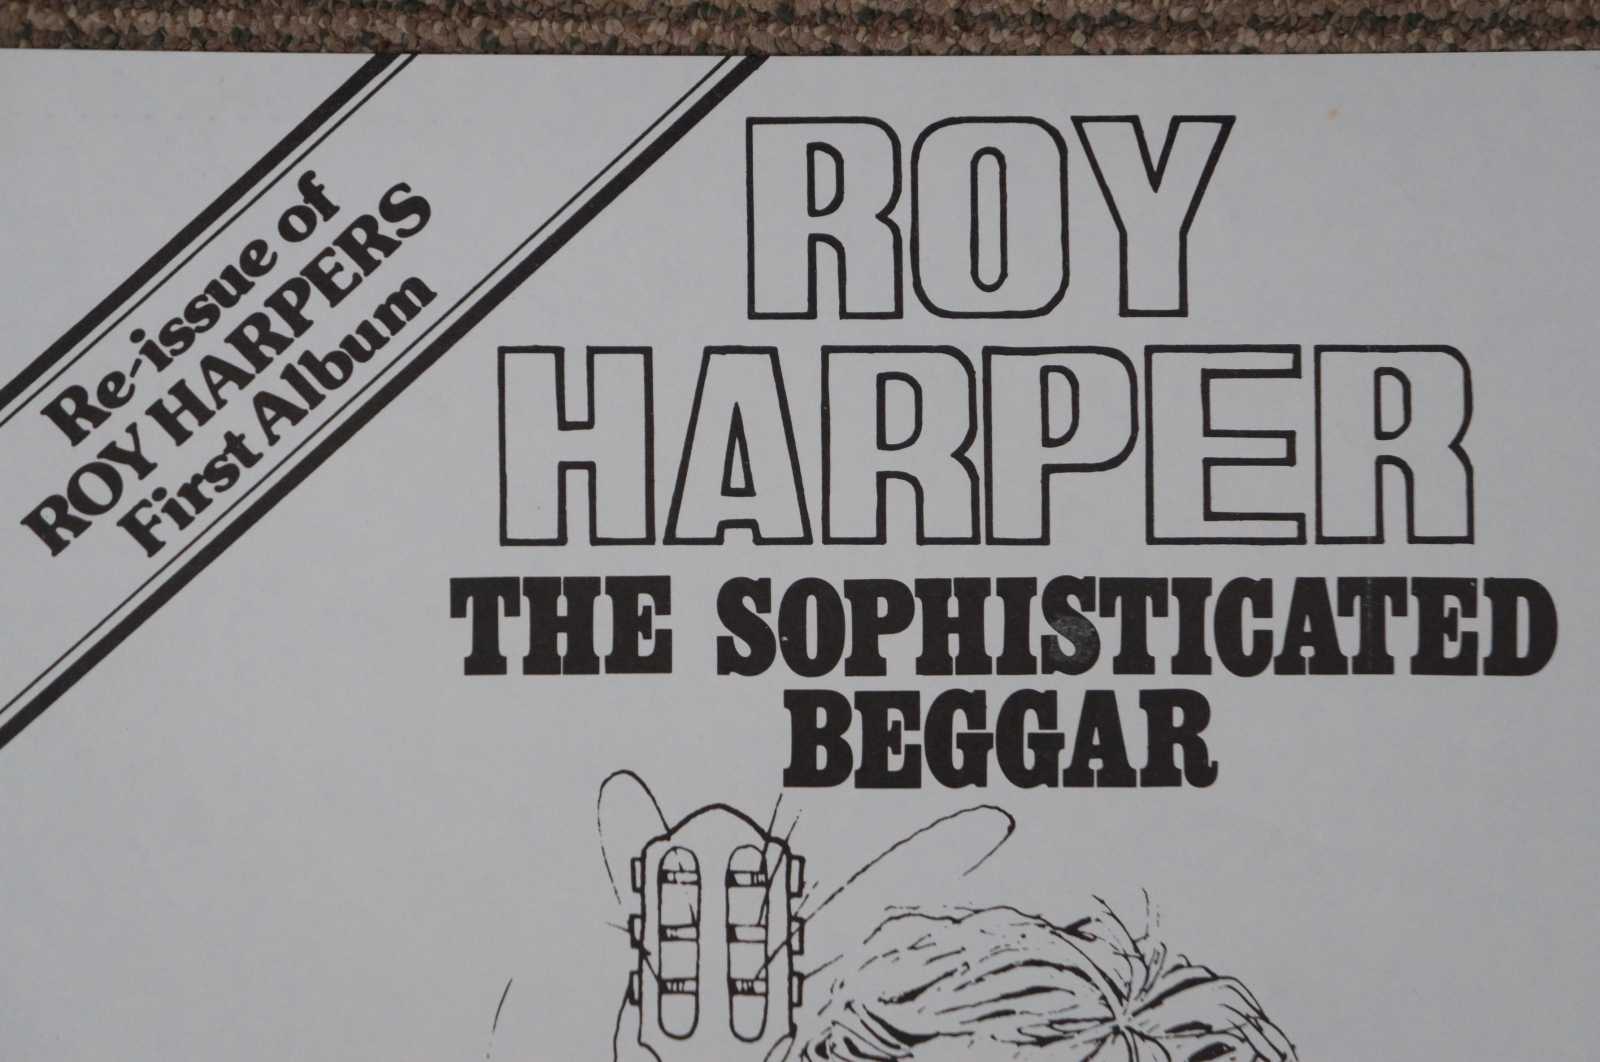 Re-issue of
ROY HARPERS
First Album
ROY
HARPER
THE SOPHISTICATED
BEGGAR